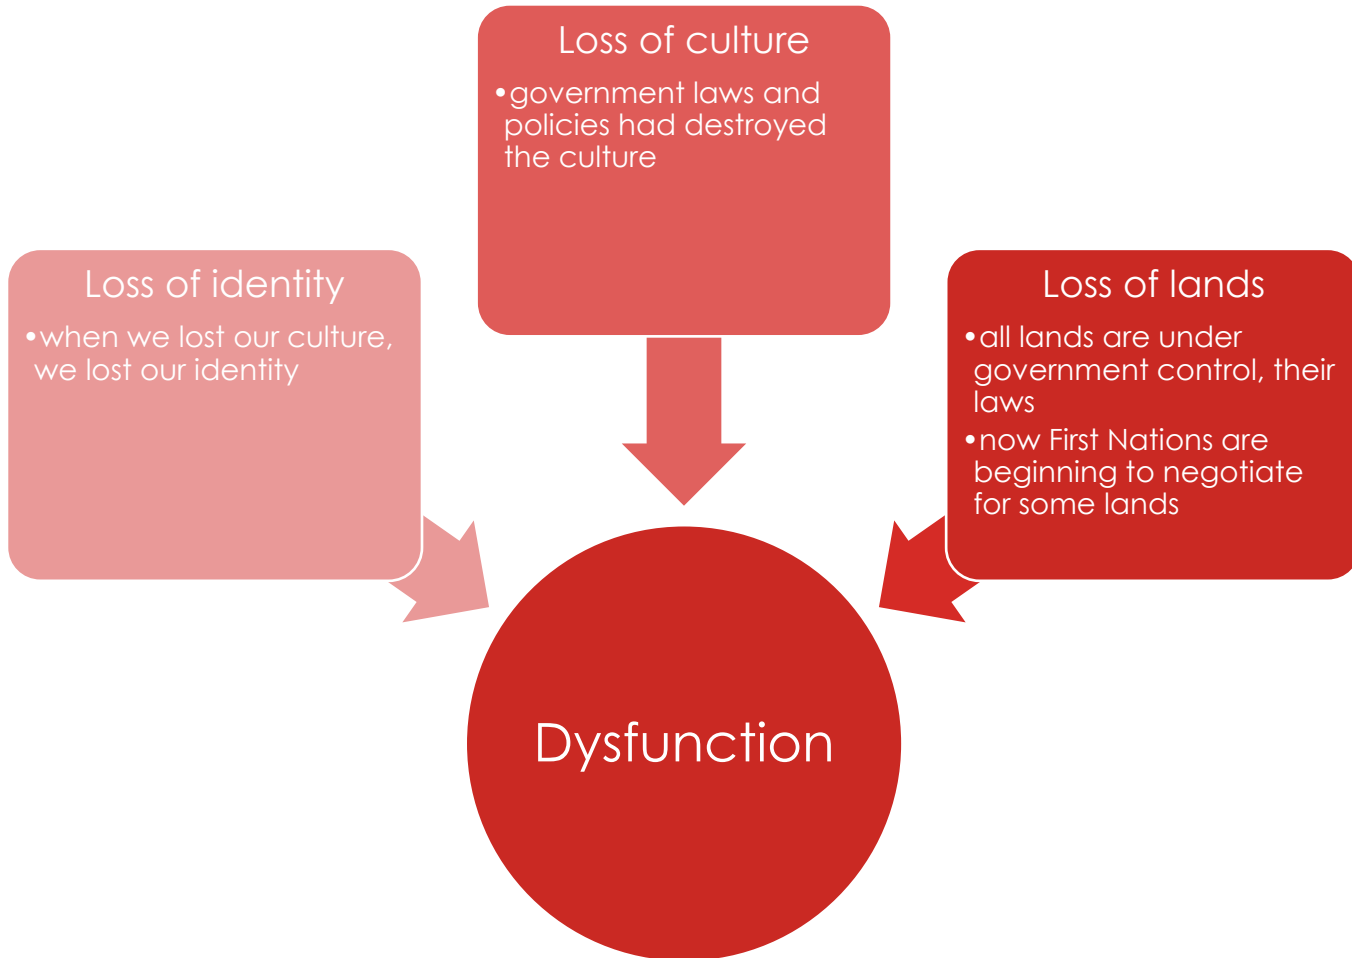 Loss of culture
•government laws and
policies had destroyed
the culture
Loss of identity
•when we lost our culture,
we lost our identity
Loss of lands
•all lands are under
government control, their
laws
•now First Nations are
beginning to negotiate
for some lands
Dysfunction